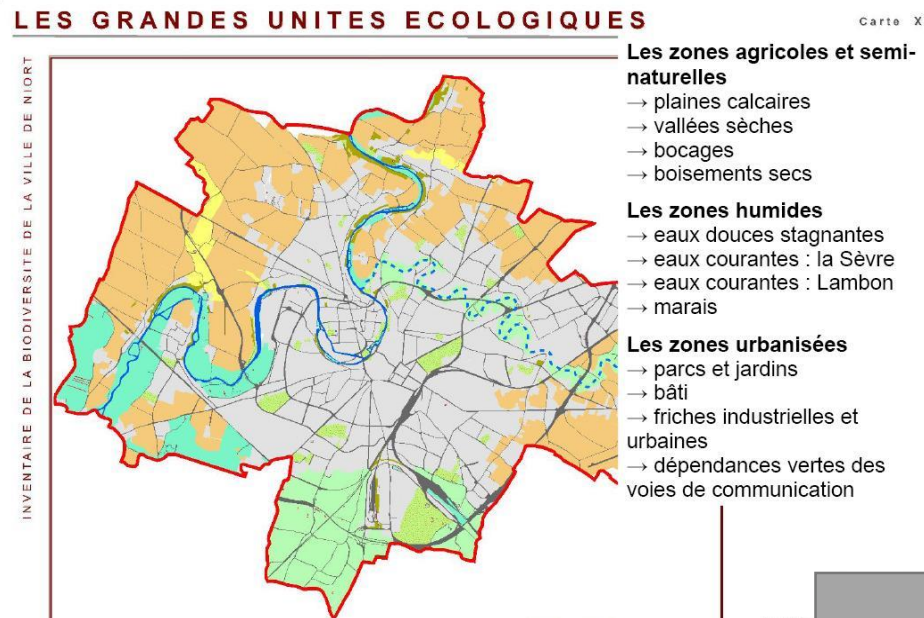 LES GRANDES UNITES ECOLOGIQUES
Carte X
INVENTAIRE DE LA BIODIVERSITE DE LA VILLE DE NIORT
Les zones agricoles et semi-
naturelles
→ plaines calcaires
→ vallées sèches
→ bocages
→ boisements secs
Les zones humides
→ eaux douces stagnantes
→ eaux courantes : la Sèvre
→ eaux courantes : Lambon
→ marais
Les zones urbanisées
→ parcs et jardins
→ bâti
→ friches industrielles et
urbaines
→ dépendances vertes des
voies de communication